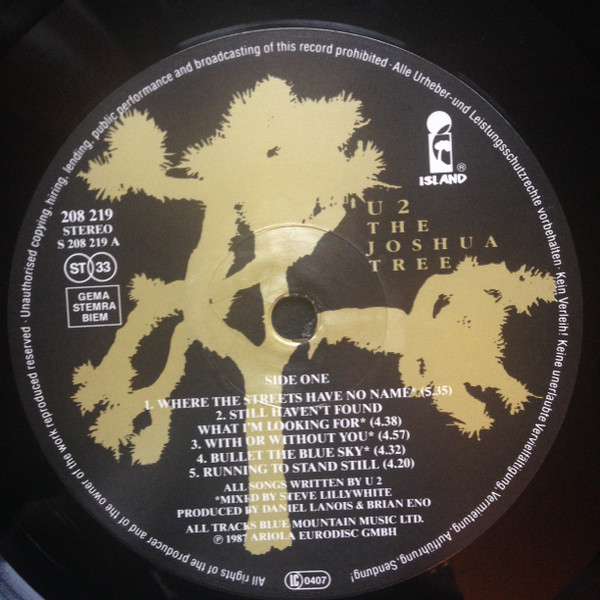 Unauthorised copying, hiring, lending, public performance and broadcasting of this record prohibited · Alle Urheber-und Leistungsschutzrechte vorbehalten · Kein Verleih! Keine unerlaubte Vervielfältigung, Vermietung, Aufführung, Sendung!
ISLAND
®
208 219
STEREO
S 208 219 A
ST 33
GEMA
STEMRA
BIEM
U 2
THE
JOSHUA
TREE
SIDE ONE
1. WHERE THE STREETS HAVE NO NAME* (5.35)
2. STILL HAVEN'T FOUND
WHAT I'M LOOKING FOR* (4.38)
3. WITH OR WITHOUT YOU* (4.57)
4. BULLET THE BLUE SKY* (4.32)
5. RUNNING TO STAND STILL (4.20)
ALL SONGS WRITTEN BY U 2
*MIXED BY STEVE LILLYWHITE
PRODUCED BY DANIEL LANOIS & BRIAN ENO
ALL TRACKS BLUE MOUNTAIN MUSIC LTD.
℗ 1987 ARIOLA EURODISC GMBH
All rights of the producer and of the owner of the work reproduced reserved ·
LC 0407